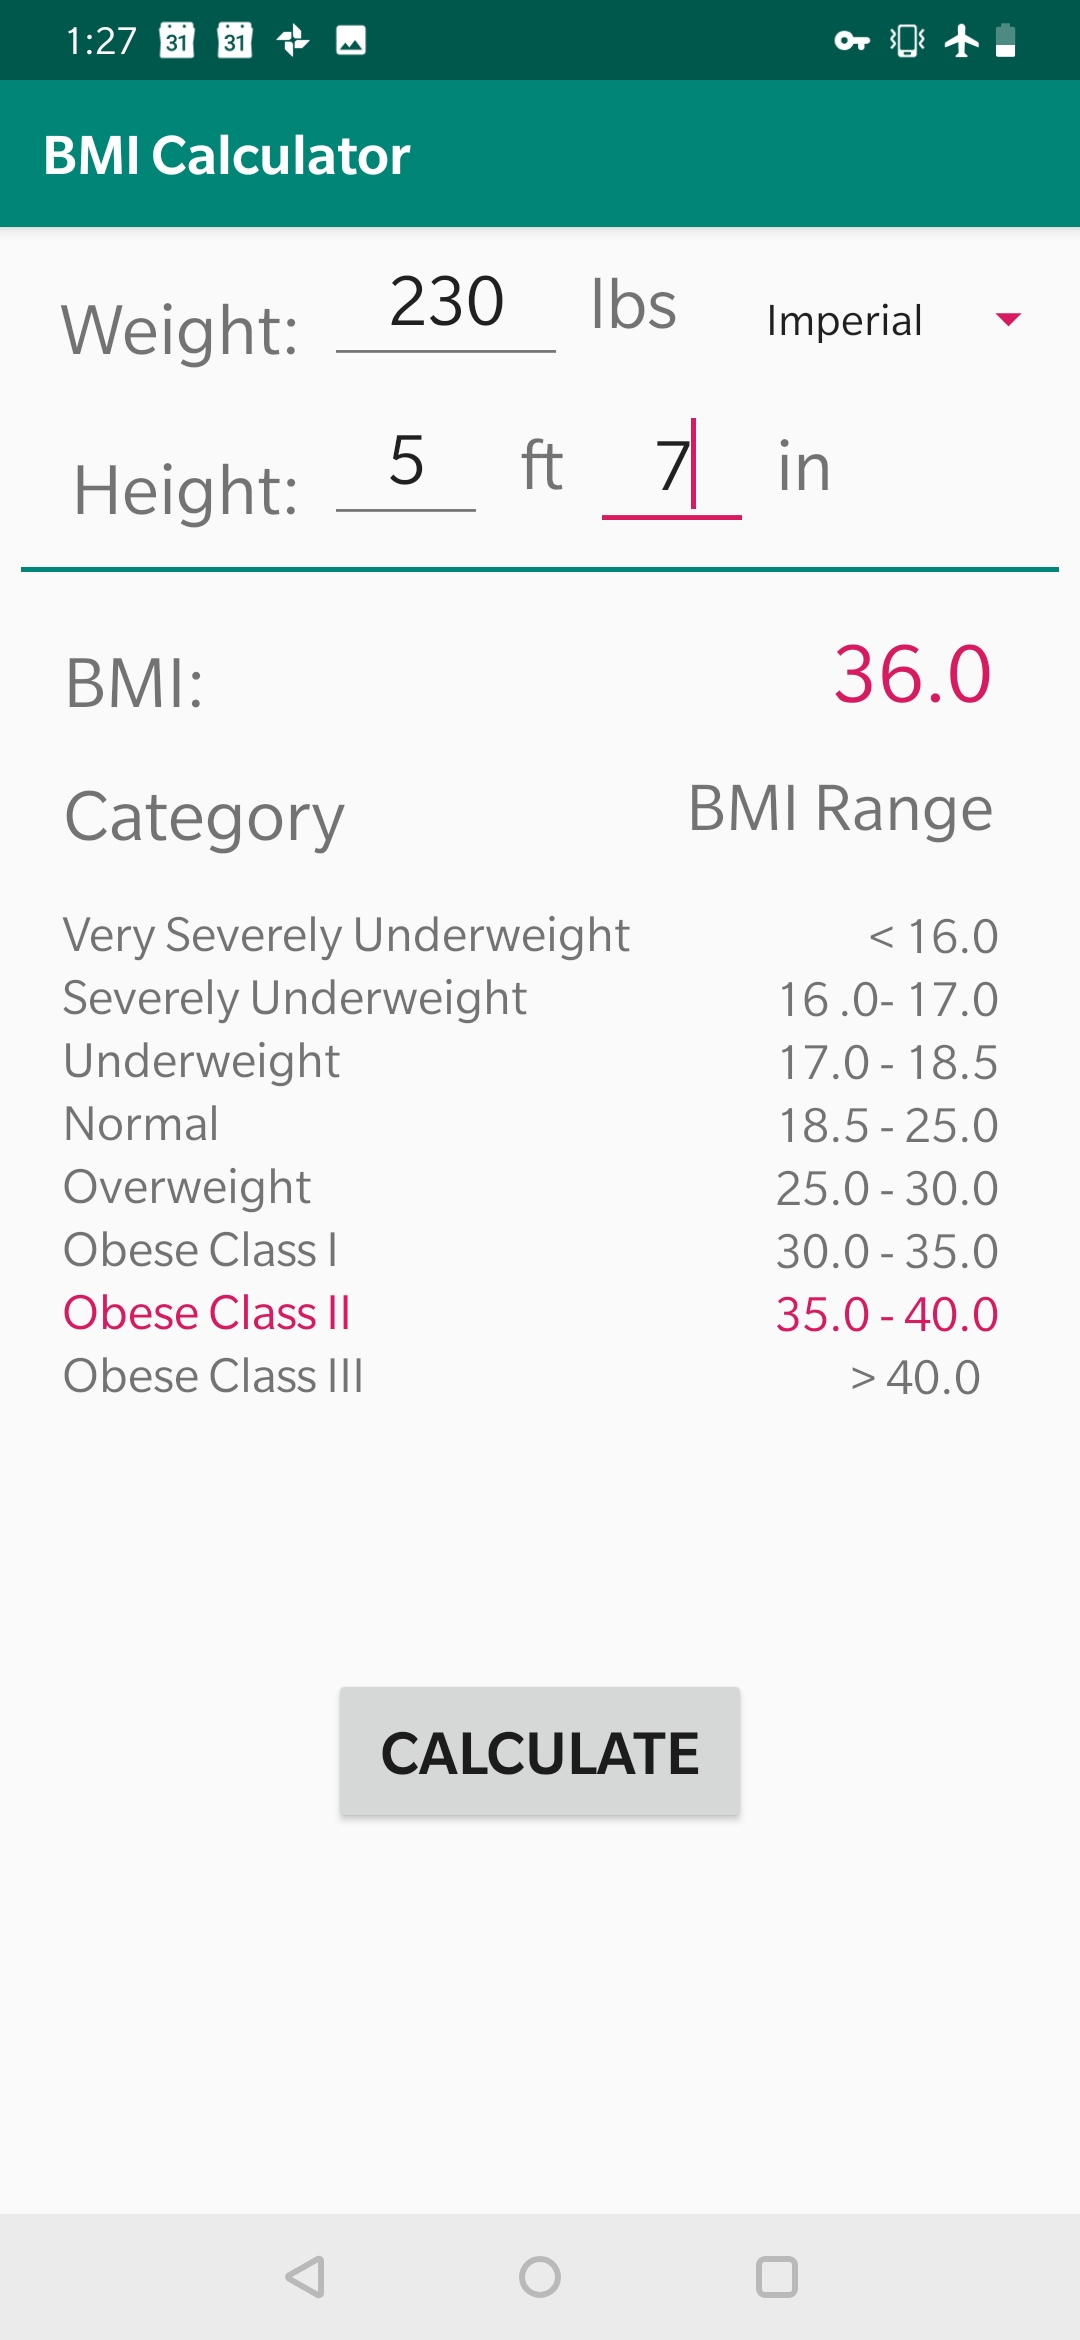 1:27 31 31
BMI Calculator
Weight: 230 lbs Imperial
Height: 5 ft 7 in
BMI: 36.0
Category BMI Range
Very Severely Underweight < 16.0
Severely Underweight 16 .0- 17.0
Underweight 17.0 - 18.5
Normal 18.5 - 25.0
Overweight 25.0 - 30.0
Obese Class I 30.0 - 35.0
Obese Class II 35.0 - 40.0
Obese Class III > 40.0
CALCULATE